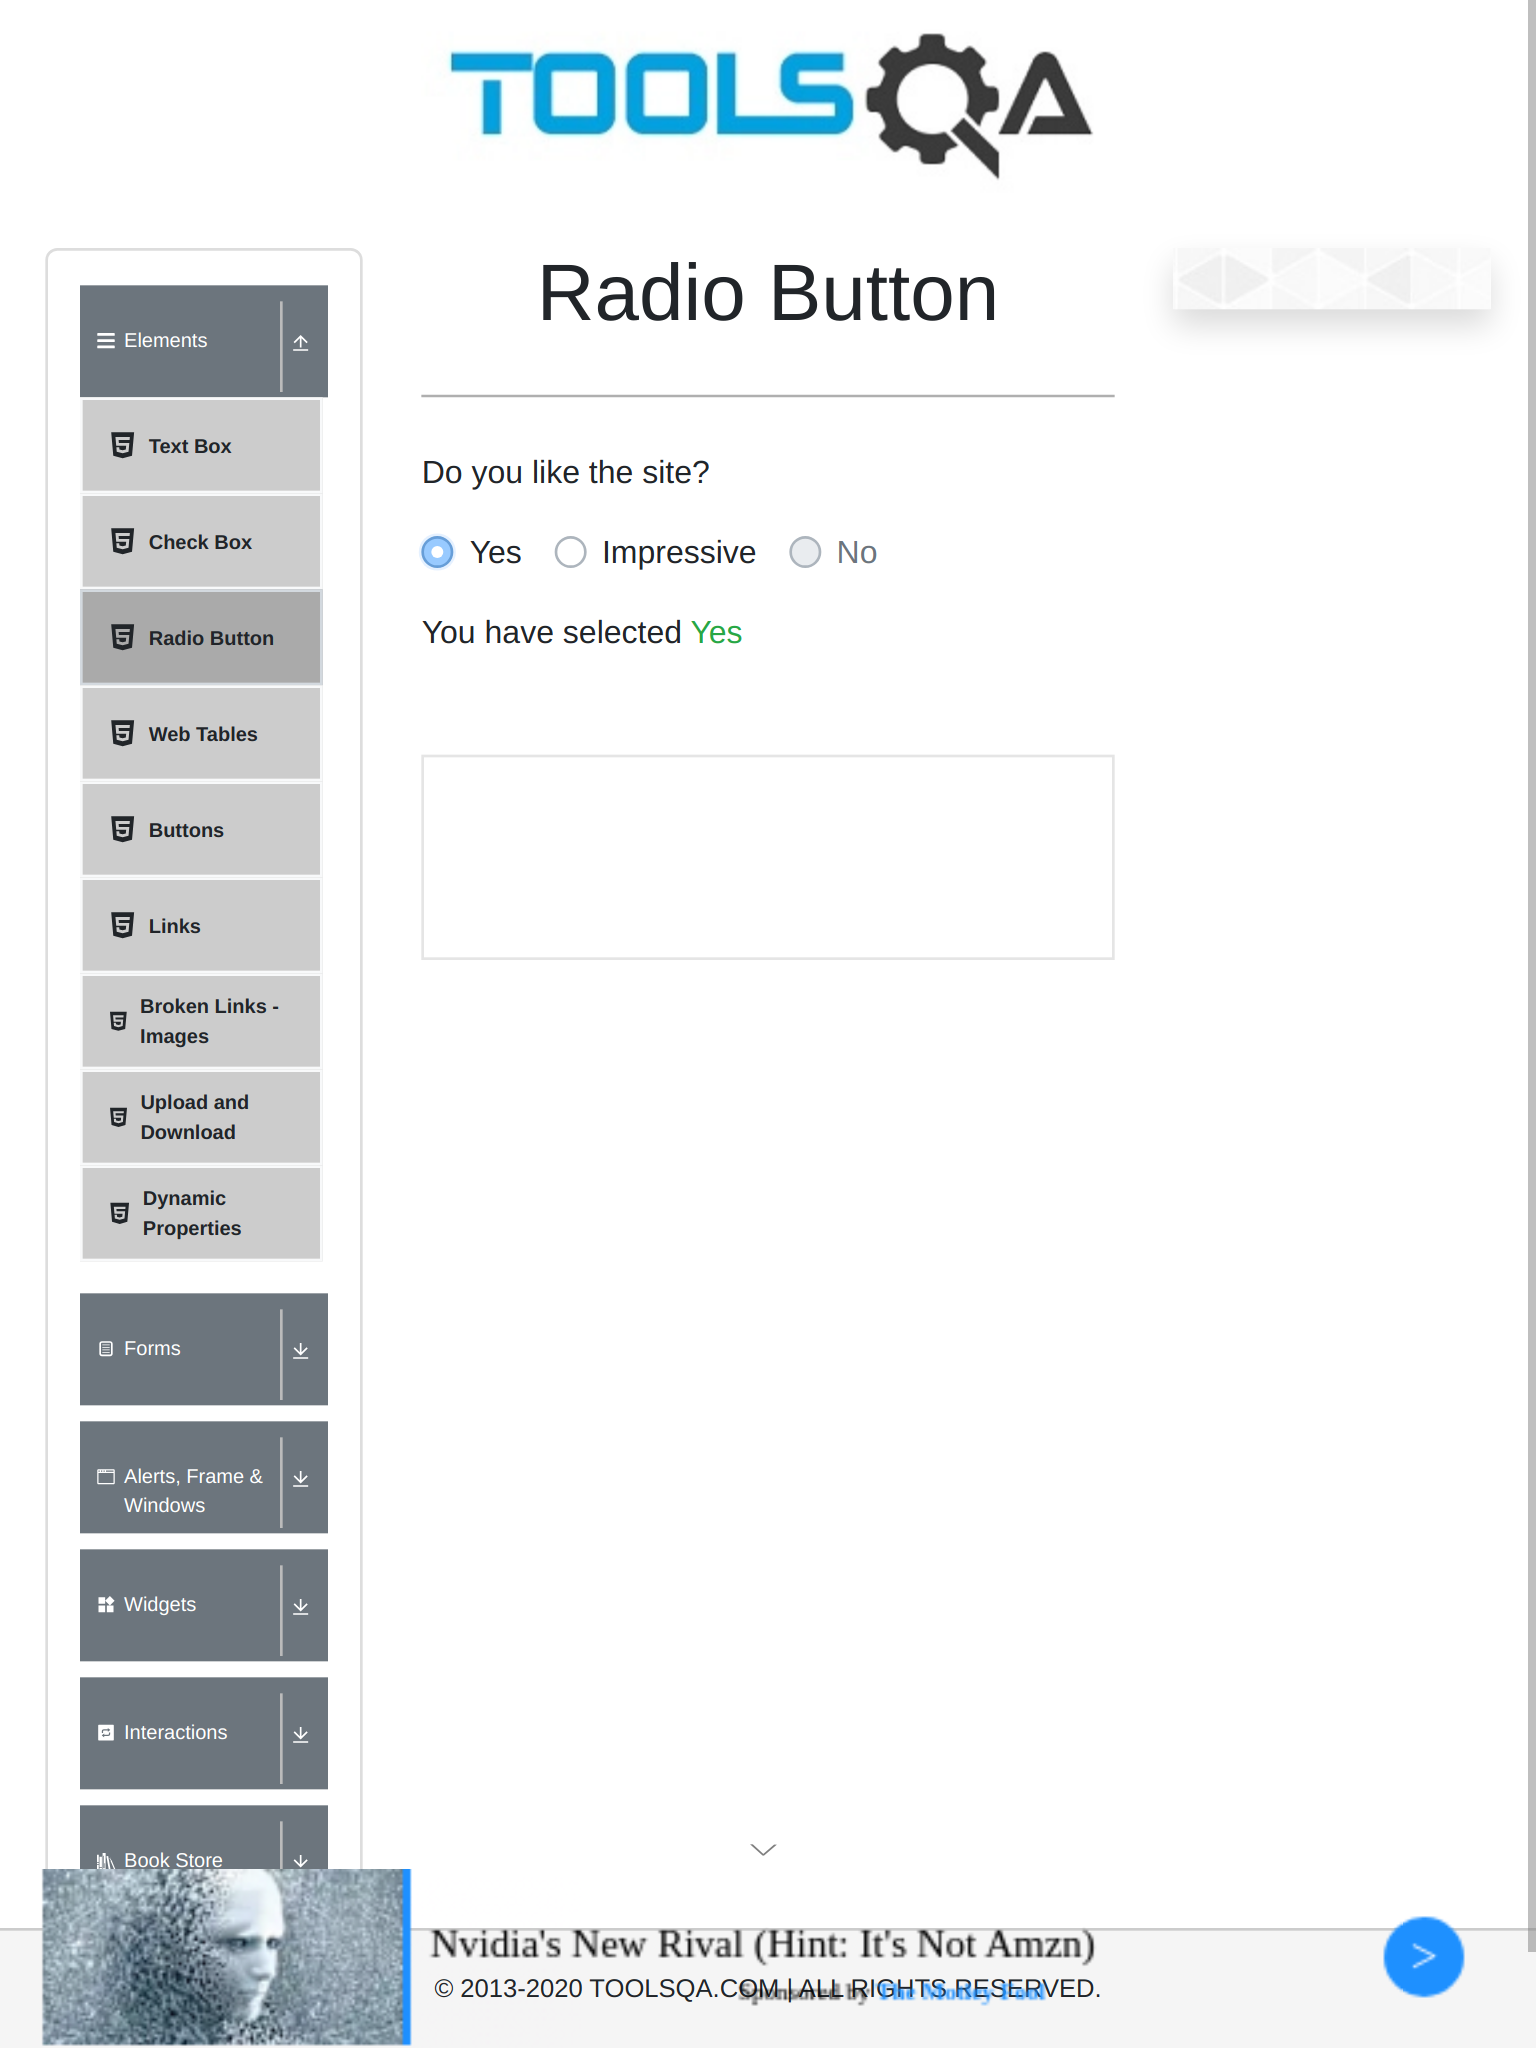 TOOLSQA
Radio Button
Elements
Text Box
Check Box
Radio Button
Web Tables
Buttons
Links
Broken Links -
Images
Upload and
Download
Dynamic
Properties
Forms
Alerts, Frame &
Windows
Widgets
Interactions
Book Store
Do you like the site?
Yes
Impressive
No
You have selected Yes
Nvidia's New Rival (Hint: It's Not Amzn)
Sponsored by The Motley Fool
© 2013-2020 TOOLSQA.COM | ALL RIGHTS RESERVED.